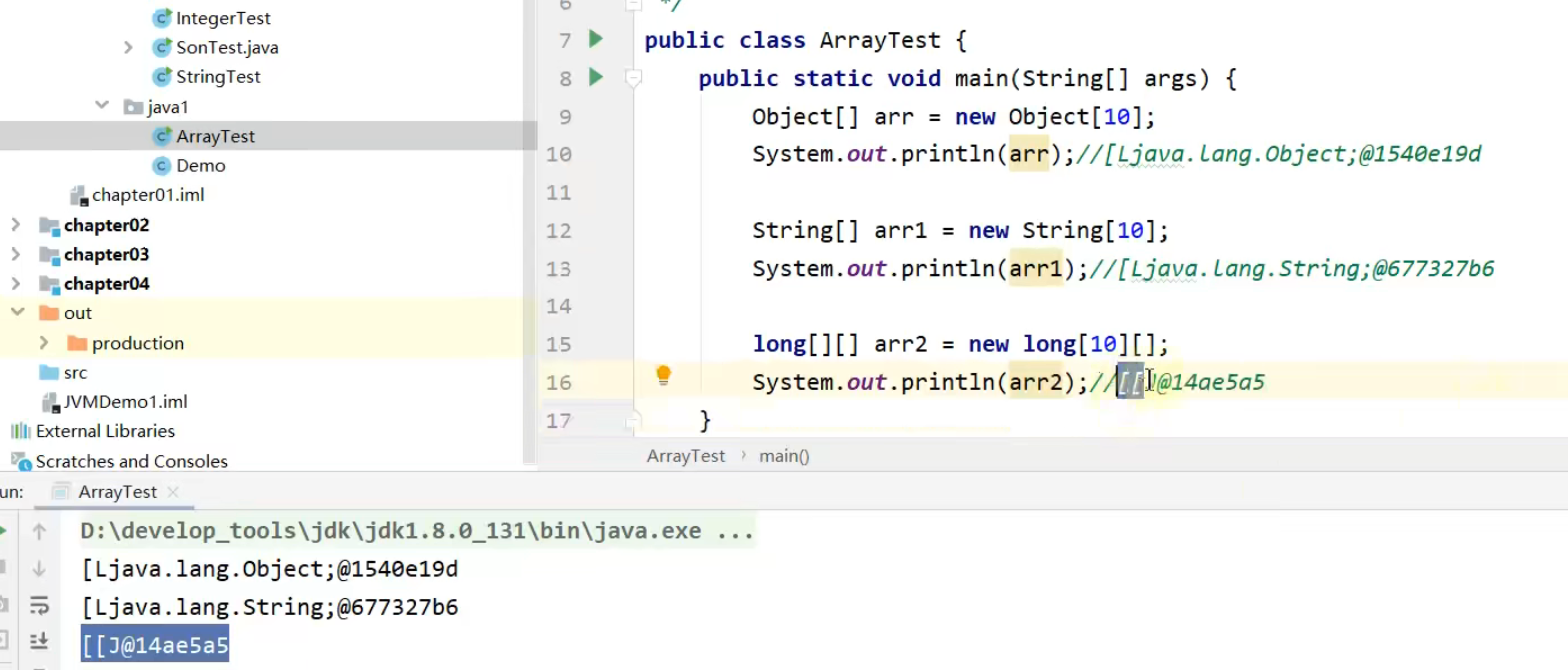 IntegerTest
SonTest.java
StringTest
java1
ArrayTest
Demo
chapter01.iml
chapter02
chapter03
chapter04
out
production
src
JVMDemo1.iml
External Libraries
Scratches and Consoles
6 */
7 public class ArrayTest {
8 public static void main(String[] args) {
9 Object[] arr = new Object[10];
10 System.out.println(arr);//[Ljava.lang.Object;@1540e19d
11
12 String[] arr1 = new String[10];
13 System.out.println(arr1);//[Ljava.lang.String;@677327b6
14
15 long[][] arr2 = new long[10][];
16 System.out.println(arr2);//[[J@14ae5a5
17 }
ArrayTest › main()
un: ArrayTest ×
D:\develop_tools\jdk\jdk1.8.0_131\bin\java.exe ...
[Ljava.lang.Object;@1540e19d
[Ljava.lang.String;@677327b6
[[J@14ae5a5